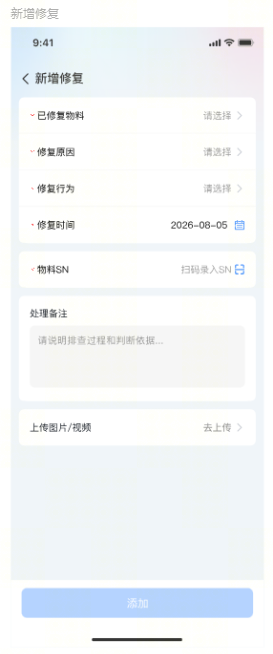 新增修复
9:41
新增修复
* 已修复物料 请选择
* 修复原因 请选择
* 修复行为 请选择
* 修复时间 2026-08-05
* 物料SN 扫码录入SN
处理备注
请说明排查过程和判断依据...
上传图片/视频 去上传
添加